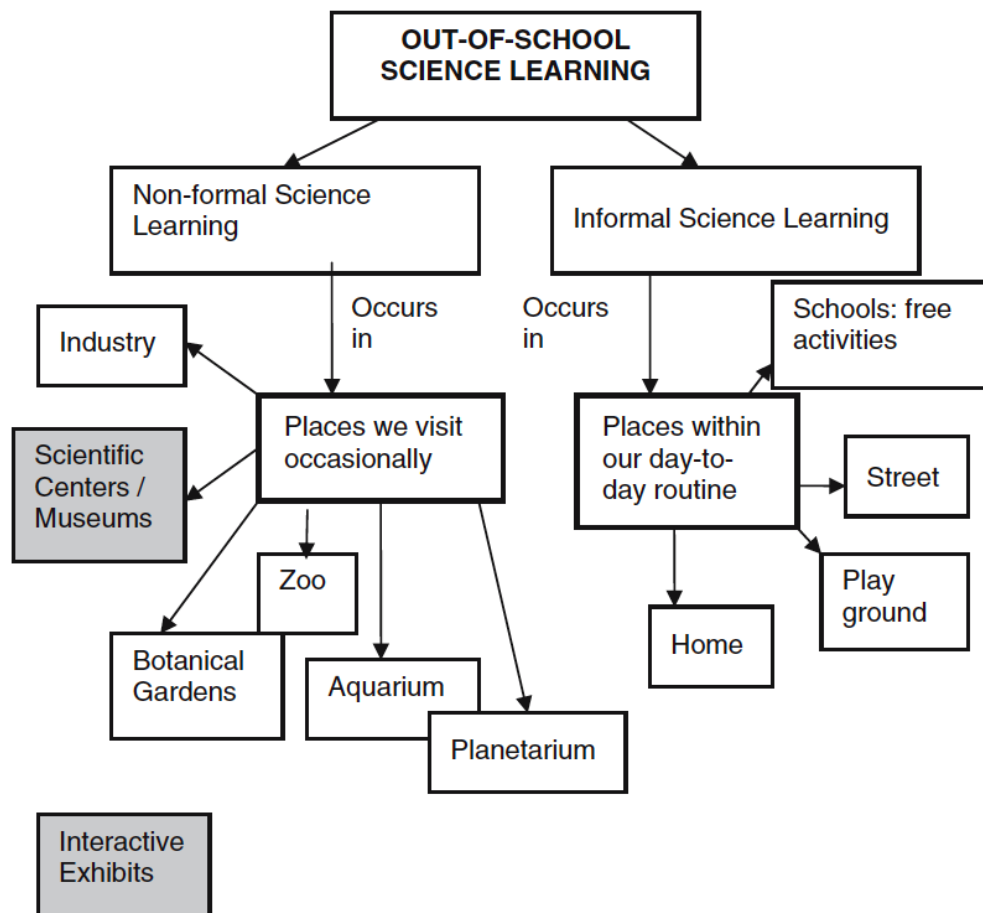 OUT-OF-SCHOOL
SCIENCE LEARNING
Non-formal Science
Learning
Informal Science Learning
Occurs
in
Occurs
in
Schools: free
activities
Industry
Places we visit
occasionally
Places within
our day-to-
day routine
Scientific
Centers /
Museums
Street
Zoo
Play
ground
Home
Botanical
Gardens
Aquarium
Planetarium
Interactive
Exhibits